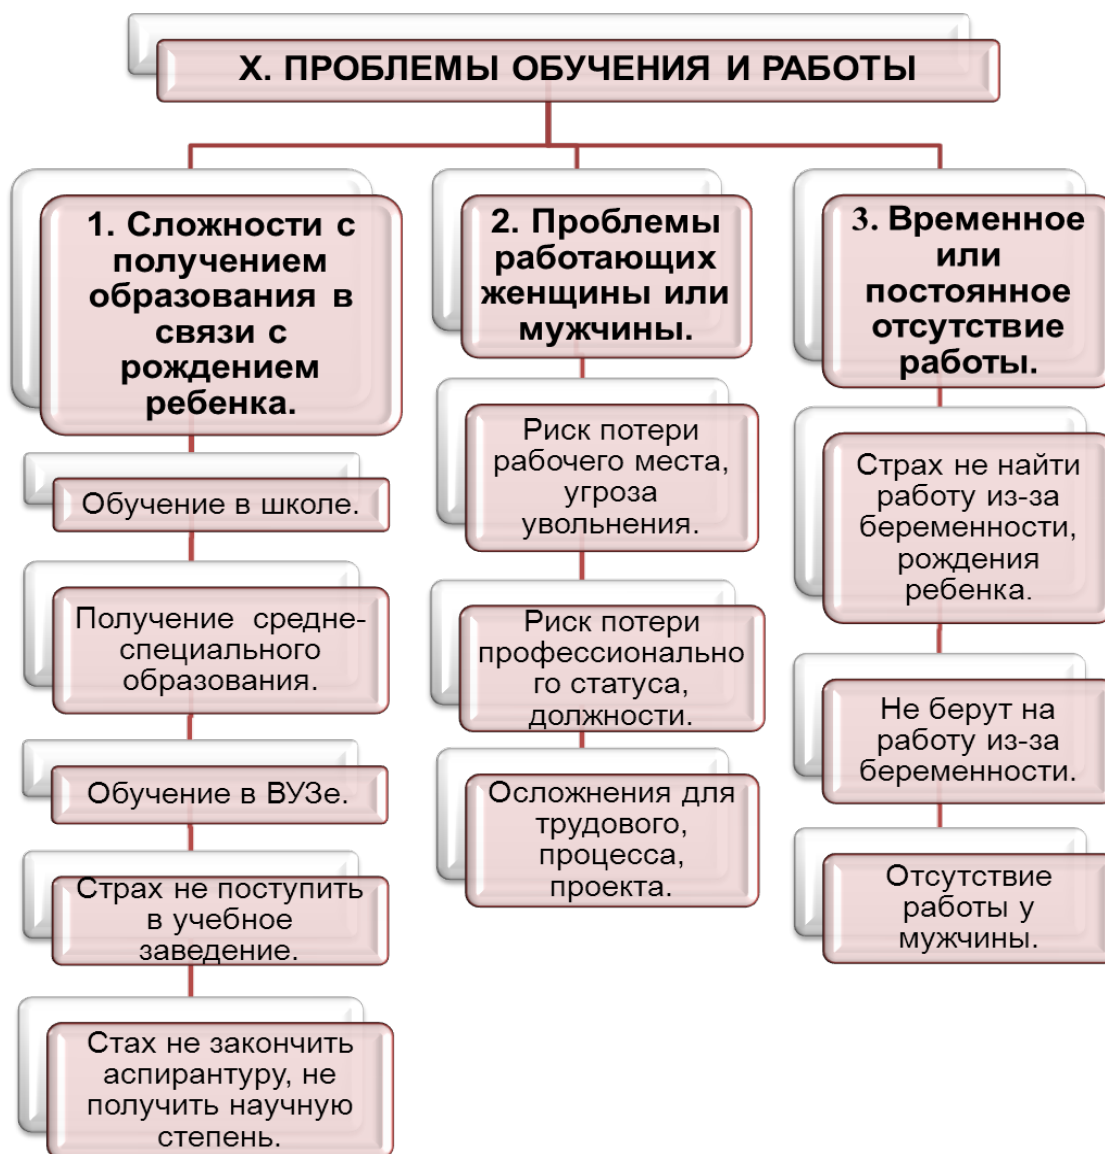 X. ПРОБЛЕМЫ ОБУЧЕНИЯ И РАБОТЫ
1. Сложности с
получением
образования в
связи с
рождением
ребенка.
Обучение в школе.
Получение средне-
специального
образования.
Обучение в ВУЗе.
Страх не поступить
в учебное
заведение.
Стах не закончить
аспирантуру, не
получить научную
степень.
2. Проблемы
работающих
женщины или
мужчины.
Риск потери
рабочего места,
угроза
увольнения.
Риск потери
профессионально
го статуса,
должности.
Осложнения для
трудового,
процесса,
проекта.
3. Временное
или
постоянное
отсутствие
работы.
Страх не найти
работу из-за
беременности,
рождения
ребенка.
Не берут на
работу из-за
беременности.
Отсутствие
работы у
мужчины.